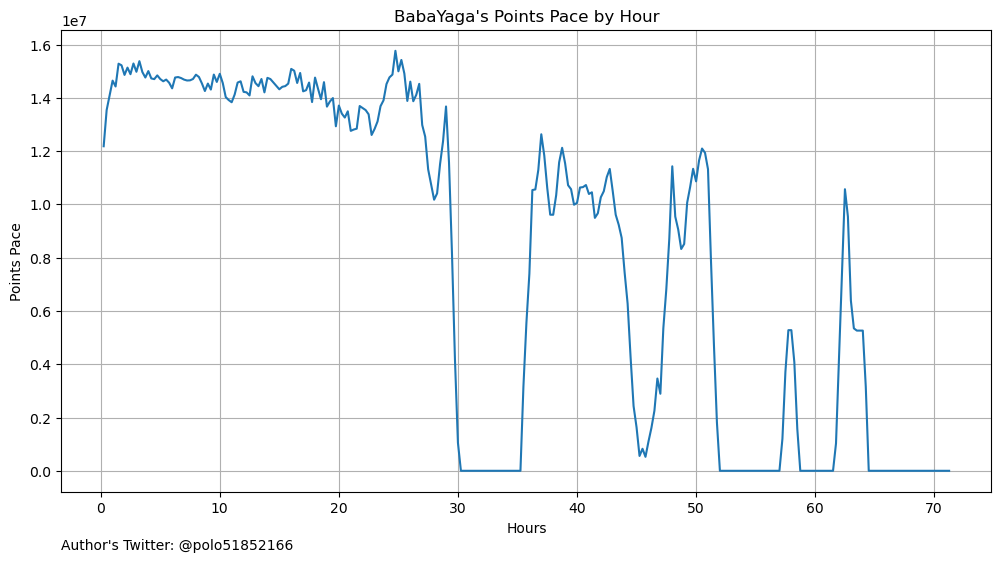 BabaYaga's Points Pace by Hour
1e7
1.6
1.4
1.2
1.0
0.8
0.6
0.4
0.2
0.0
Points Pace
0 10 20 30 40 50 60 70
Hours
Author's Twitter: @polo51852166